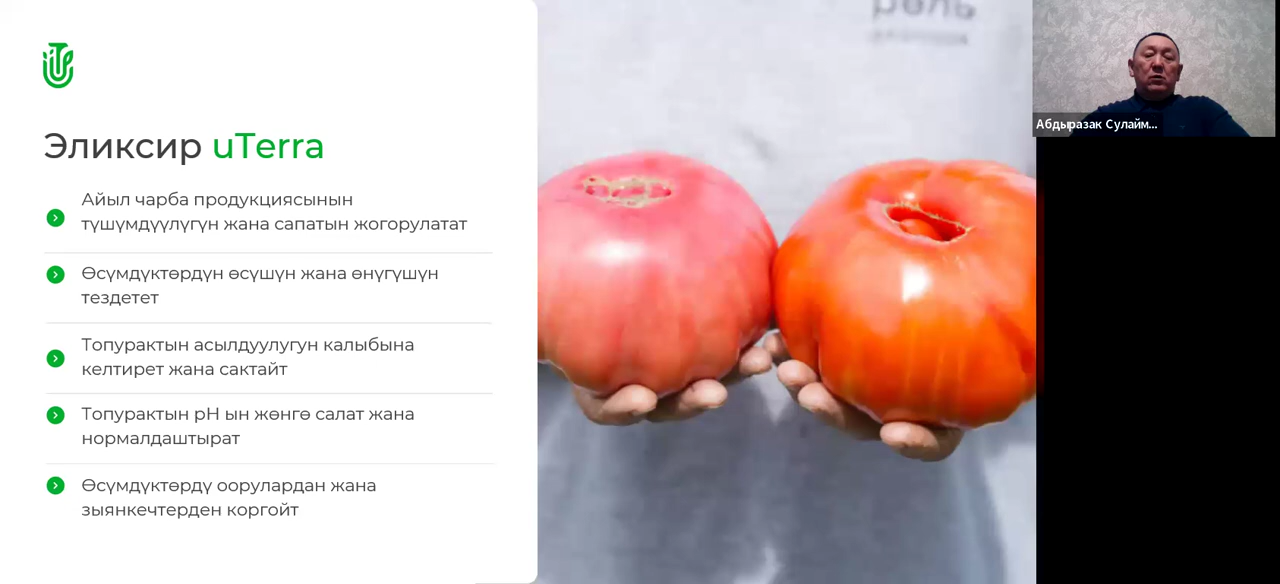 Эликсир uTerra
Айыл чарба продукциясынын
түшүмдүүлүгүн жана сапатын жогорулатат
Өсүмдүктөрдүн өсүшүн жана өнүгүшүн
тездетет
Топурактын асылдуулугун калыбына
келтирет жана сактайт
Топурактын pH ын жөнгө салат жана
нормалдаштырат
Өсүмдүктөрдү оорулардан жана
зыянкечтерден коргойт
Абдыразак Сулайм...